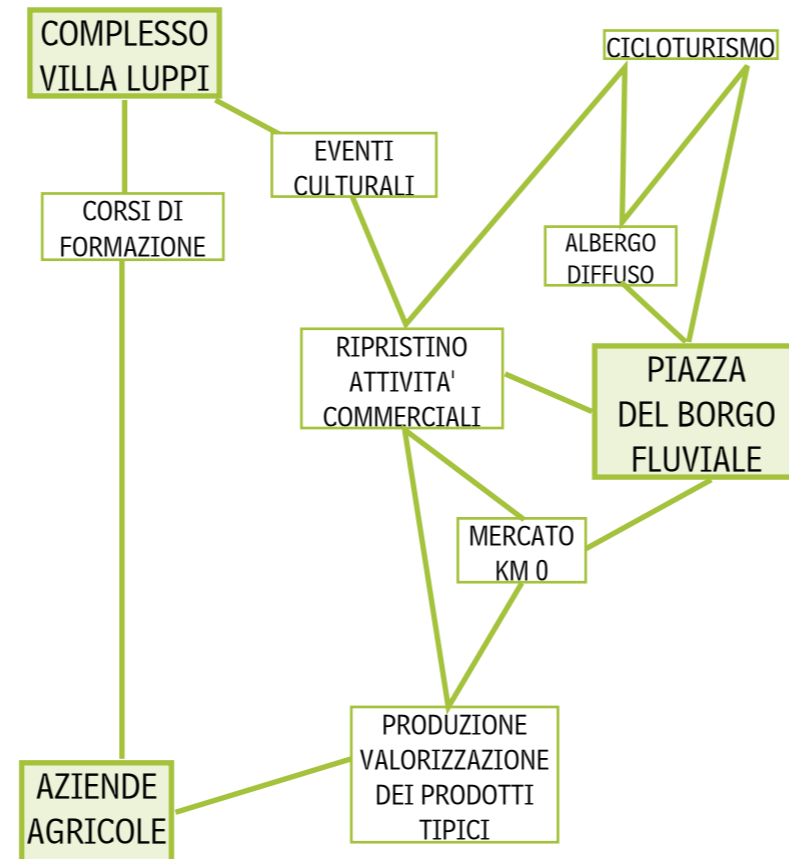 COMPLESSO
VILLA LUPPI
CICLOTURISMO
EVENTI
CULTURALI
CORSI DI
FORMAZIONE
ALBERGO
DIFFUSO
RIPRISTINO
ATTIVITA'
COMMERCIALI
PIAZZA
DEL BORGO
FLUVIALE
MERCATO
KM 0
PRODUZIONE
VALORIZZAZIONE
DEI PRODOTTI
TIPICI
AZIENDE
AGRICOLE